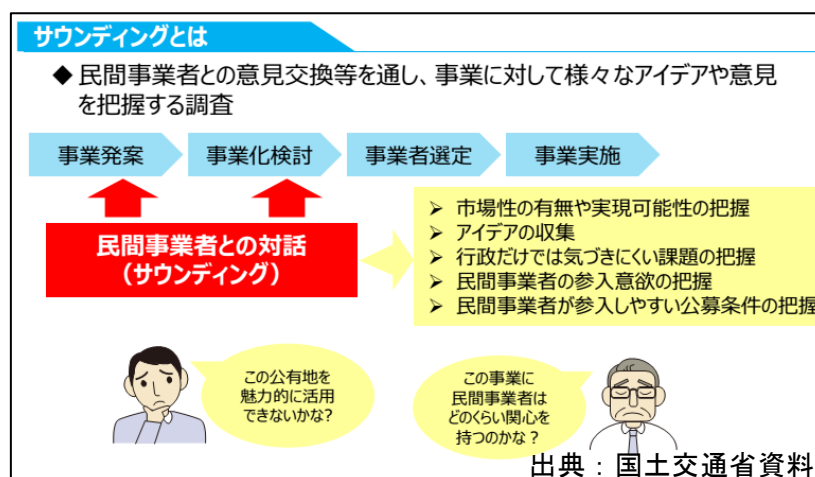 サウンディングとは
◆ 民間事業者との意見交換等を通し、事業に対して様々なアイデアや意見
を把握する調査
事業発案
事業化検討
事業者選定
事業実施
民間事業者との対話
（サウンディング）
➢ 市場性の有無や実現可能性の把握
➢ アイデアの収集
➢ 行政だけでは気づきにくい課題の把握
➢ 民間事業者の参入意欲の把握
➢ 民間事業者が参入しやすい公募条件の把握
この公有地を
魅力的に活用
できないかな？
この事業に
民間事業者は
どのくらい関心を
持つのかな？
出典：国土交通省資料